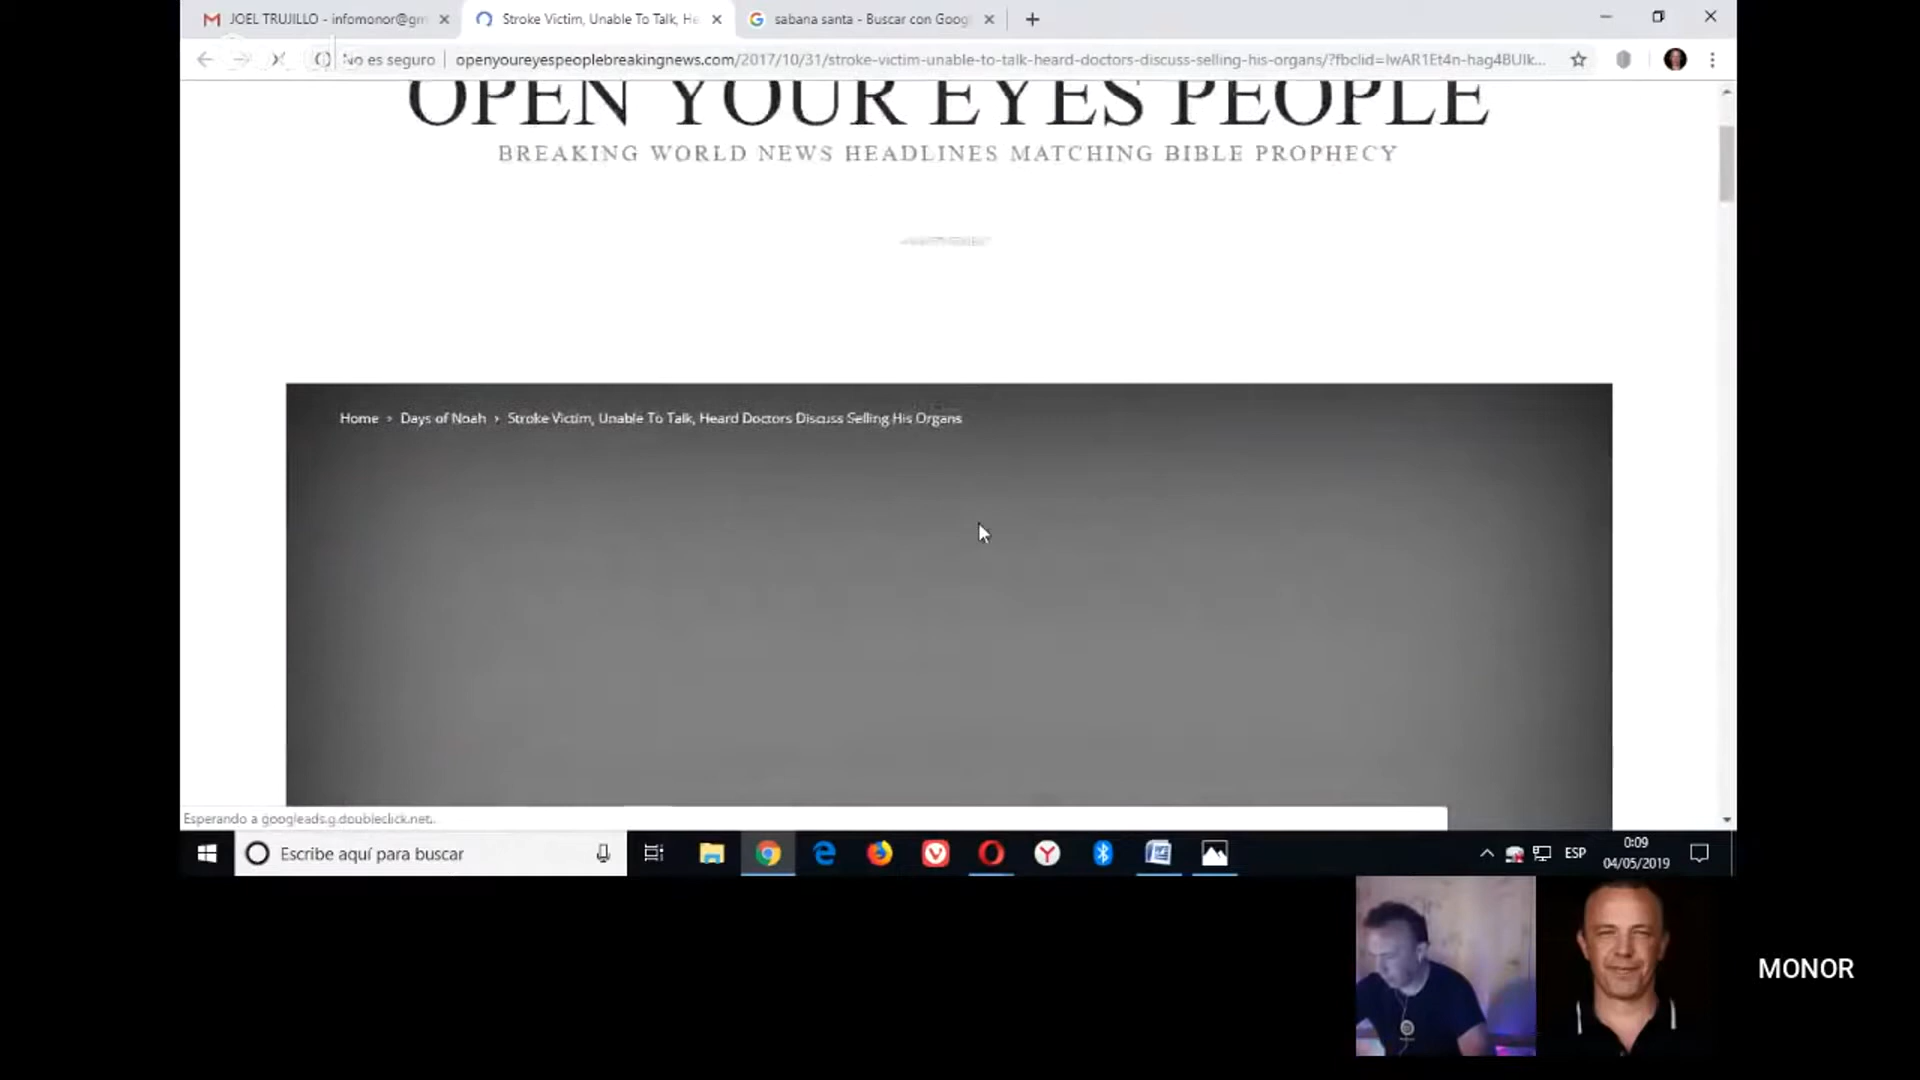 JOEL TRUJILLO - infomonor@gm
Stroke Victim, Unable To Talk, He
sabana santa - Buscar con Goog
No es seguro
openyoureyespeoplebreakingnews.com/2017/10/31/stroke-victim-unable-to-talk-heard-doctors-discuss-selling-his-organs/?fbclid=IwAR1Et4n-hag4BUlk...
OPEN YOUR EYES PEOPLE
BREAKING WORLD NEWS HEADLINES MATCHING BIBLE PROPHECY
Home › Days of Noah › Stroke Victim, Unable To Talk, Heard Doctors Discuss Selling His Organs
Esperando a googleads.g.doubleclick.net...
Escribe aquí para buscar
ESP
0:09
04/05/2019
MONOR